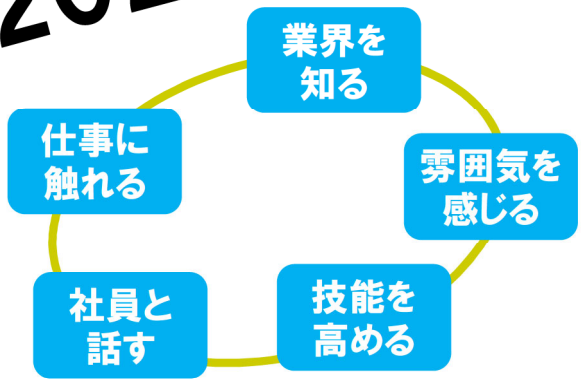 業界を
知る
雰囲気を
感じる
技能を
高める
社員と
話す
仕事に
触れる